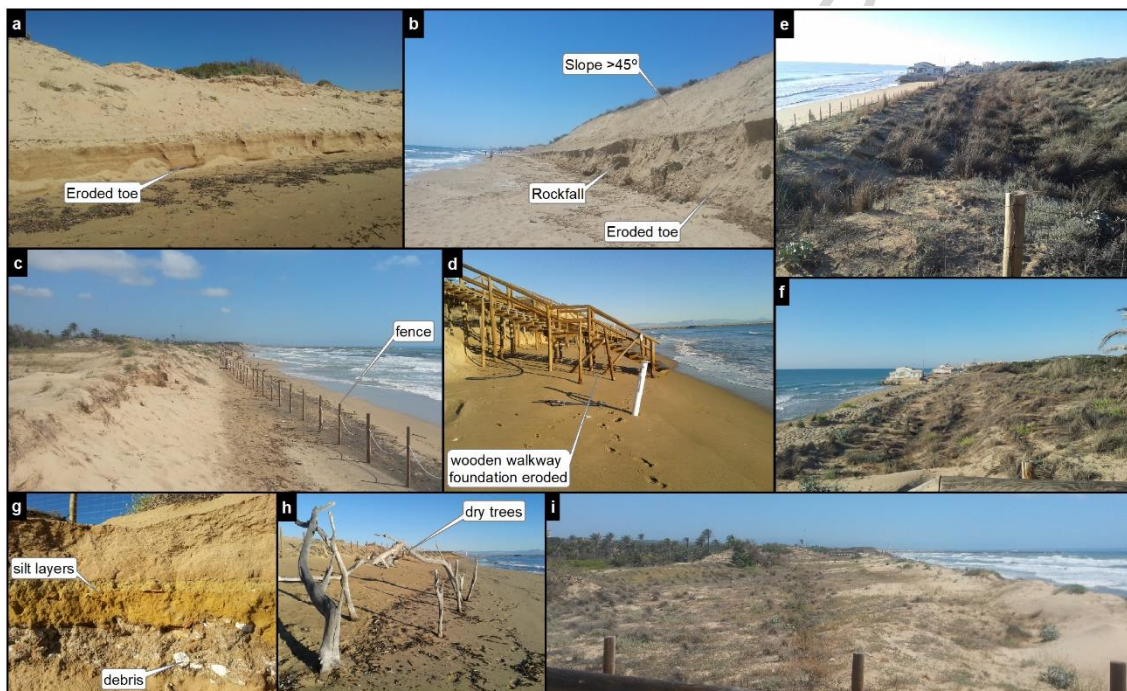 a
Eroded toe
b
Slope >45º
Rockfall
Eroded toe
e
c
fence
d
wooden walkway
foundation eroded
f
g
silt layers
debris
h
dry trees
i